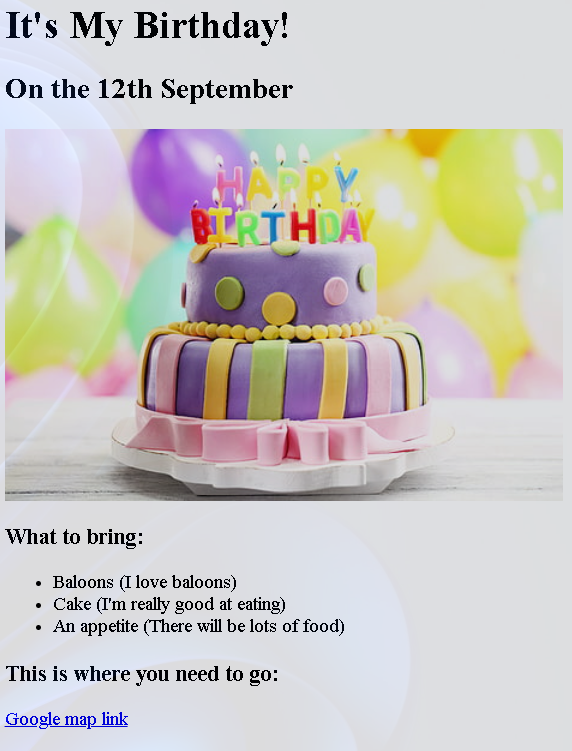 It's My Birthday!
On the 12th September
HAPPY
BIRTHDAY
What to bring:
Baloons (I love baloons)
Cake (I'm really good at eating)
An appetite (There will be lots of food)
This is where you need to go:
Google map link